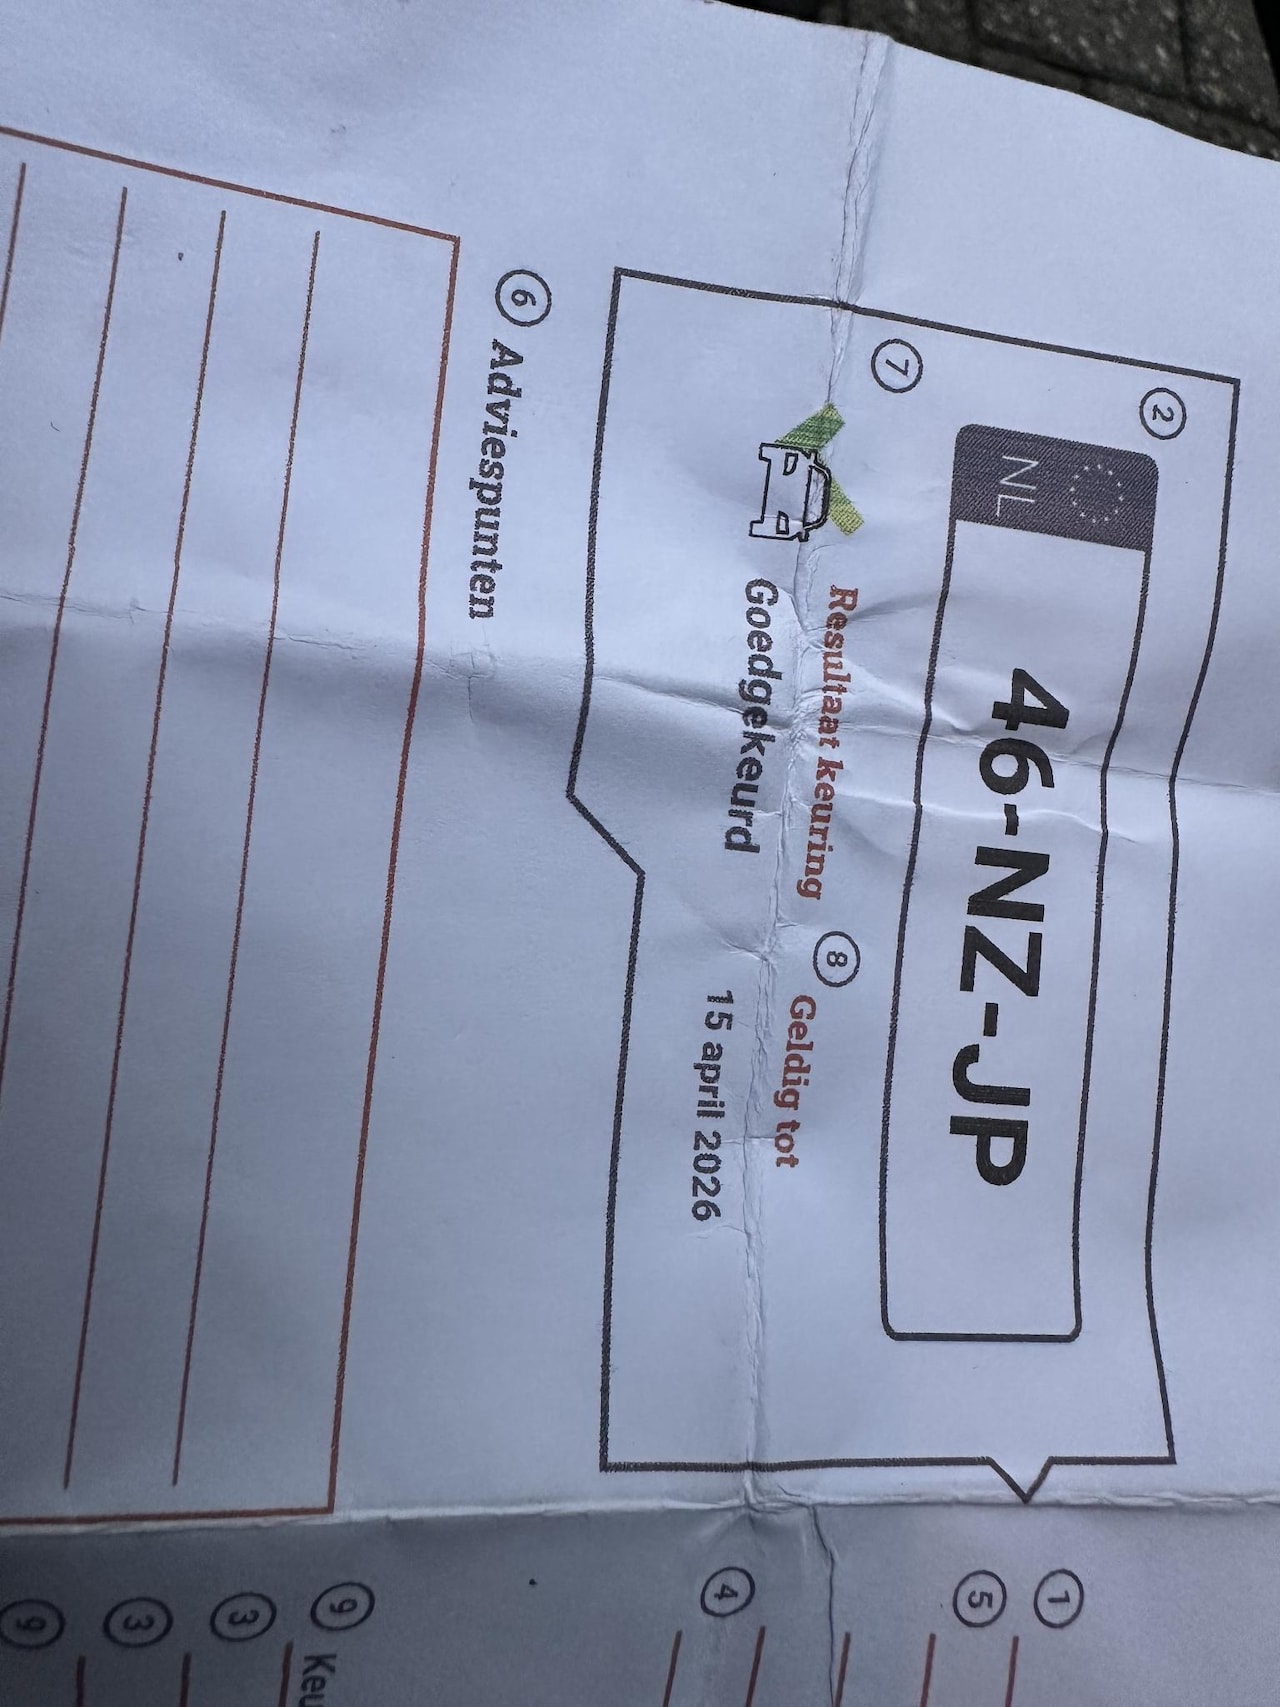 2
NL
46-NZ-JP
7 Resultaat keuring
Goedgekeurd
8 Geldig tot
15 april 2026
6 Adviespunten
1
5
4
9
3
3
9